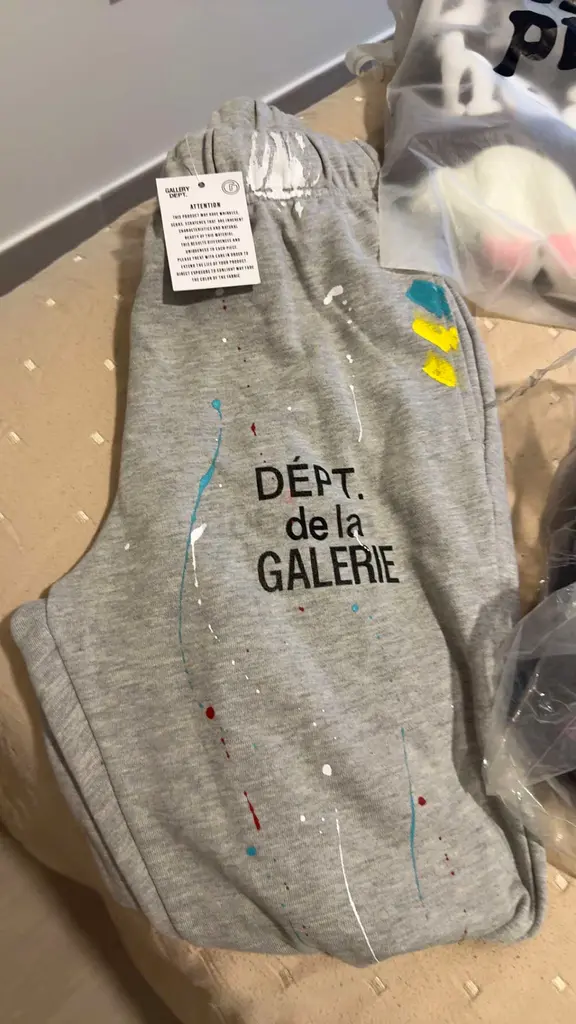 GALLERY
DEPT.
ATTENTION
THIS PRODUCT MAY HAVE WRINKLES,
SCARS, SCRATCHES THAT ARE INHERENT
CHARACTERISTICS AND NATURAL
BEAUTY OF THIS MATERIAL.
THIS RESULTS DIFFERENCES AND
UNIQUENESS IN EACH PIECE.
PLEASE TREAT WITH CARE IN ORDER TO
EXTEND THE LIFE OF YOUR PRODUCT
DIRECT EXPOSURE TO SUNLIGHT MAY FADE
THE COLOR OF THE FABRIC
DÉPT.
de la
GALERIE